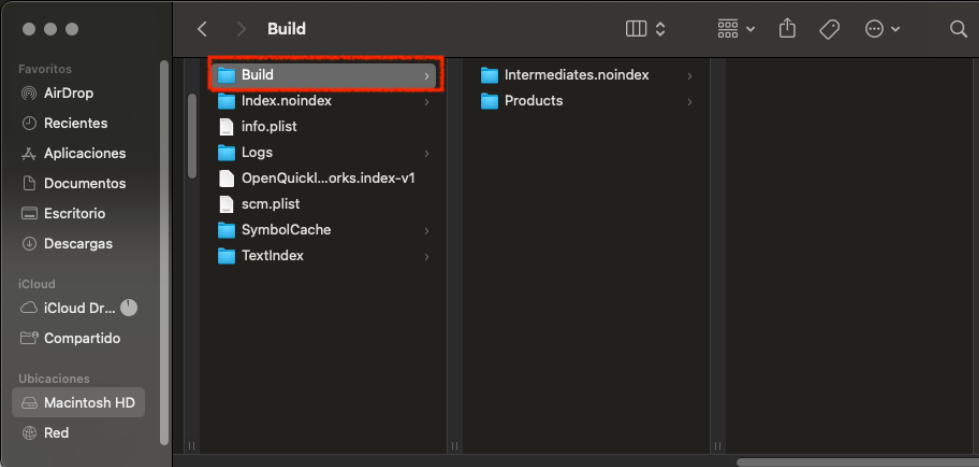 Build
Favoritos
AirDrop
Recientes
Aplicaciones
Documentos
Escritorio
Descargas
iCloud
iCloud Dr...
Compartido
Ubicaciones
Macintosh HD
Red
Build
Index.noindex
info.plist
Logs
OpenQuickl...orks.index-v1
scm.plist
SymbolCache
TextIndex
Intermediates.noindex
Products